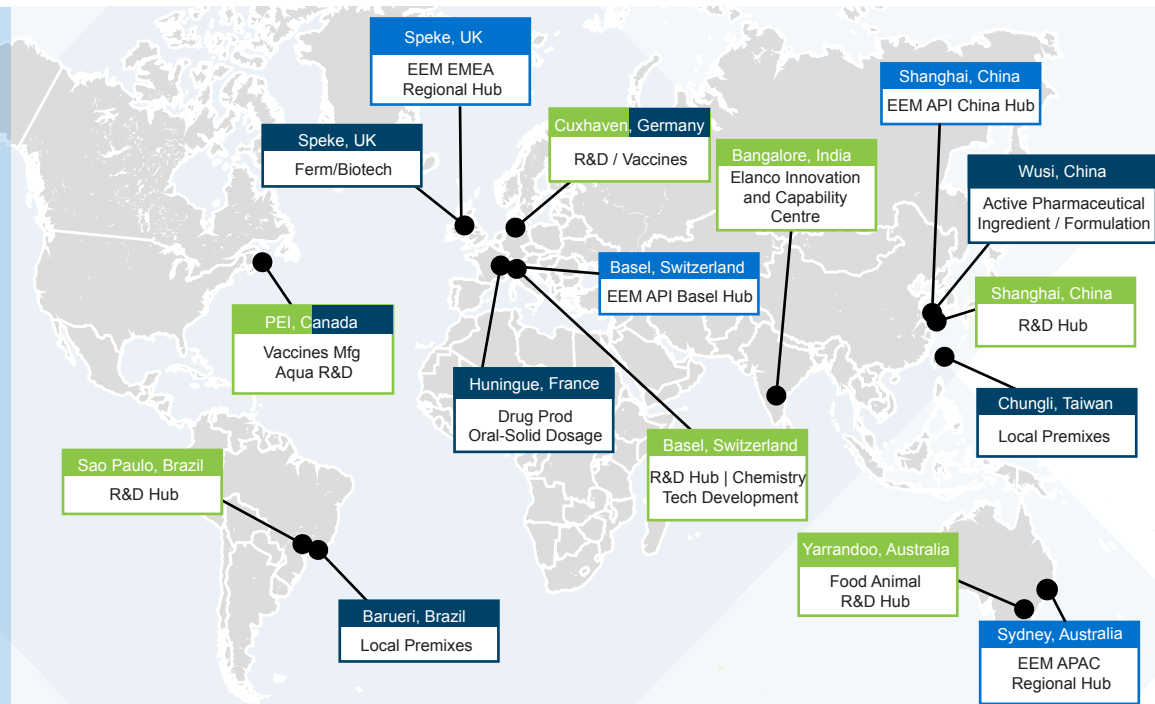 Speke, UK
EEM EMEA
Regional Hub
Shanghai, China
EEM API China Hub
Cuxhaven, Germany
R&D / Vaccines
Speke, UK
Ferm/Biotech
Bangalore, India
Elanco Innovation
and Capability
Centre
Wusi, China
Active Pharmaceutical
Ingredient / Formulation
Basel, Switzerland
EEM API Basel Hub
Shanghai, China
R&D Hub
PEI, Canada
Vaccines Mfg
Aqua R&D
Huningue, France
Drug Prod
Oral-Solid Dosage
Chungli, Taiwan
Local Premixes
Basel, Switzerland
R&D Hub | Chemistry
Tech Development
Sao Paulo, Brazil
R&D Hub
Yarrandoo, Australia
Food Animal
R&D Hub
Barueri, Brazil
Local Premixes
Sydney, Australia
EEM APAC
Regional Hub